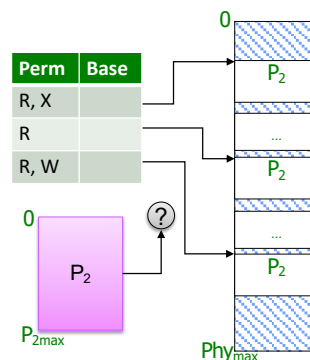 0
Perm Base
R, X
P2
R
...
P2
R, W
0
?
...
P2
P2
P2max
Phymax